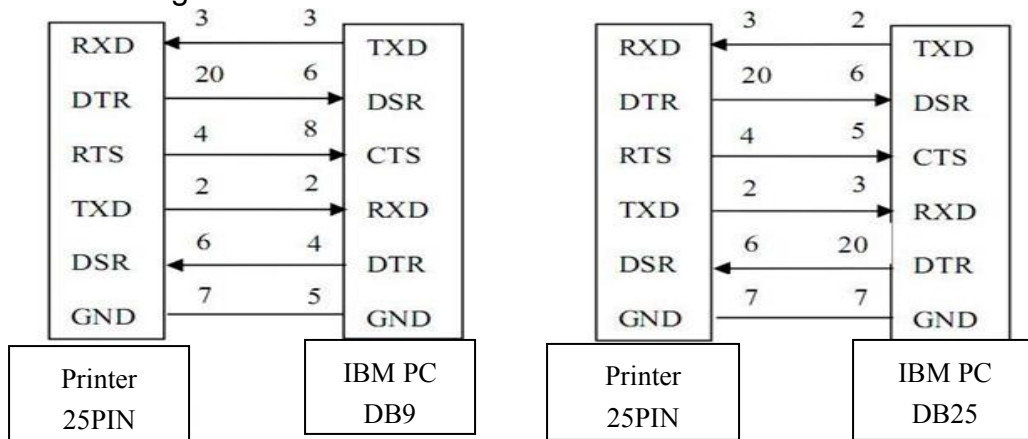 3 3
RXD TXD
20 6
DTR DSR
4 8
RTS CTS
2 2
TXD RXD
6 4
DSR DTR
7 5
GND GND
Printer
25PIN
IBM PC
DB9
3 2
RXD TXD
20 6
DTR DSR
4 5
RTS CTS
2 3
TXD RXD
6 20
DSR DTR
7 7
GND GND
Printer
25PIN
IBM PC
DB25